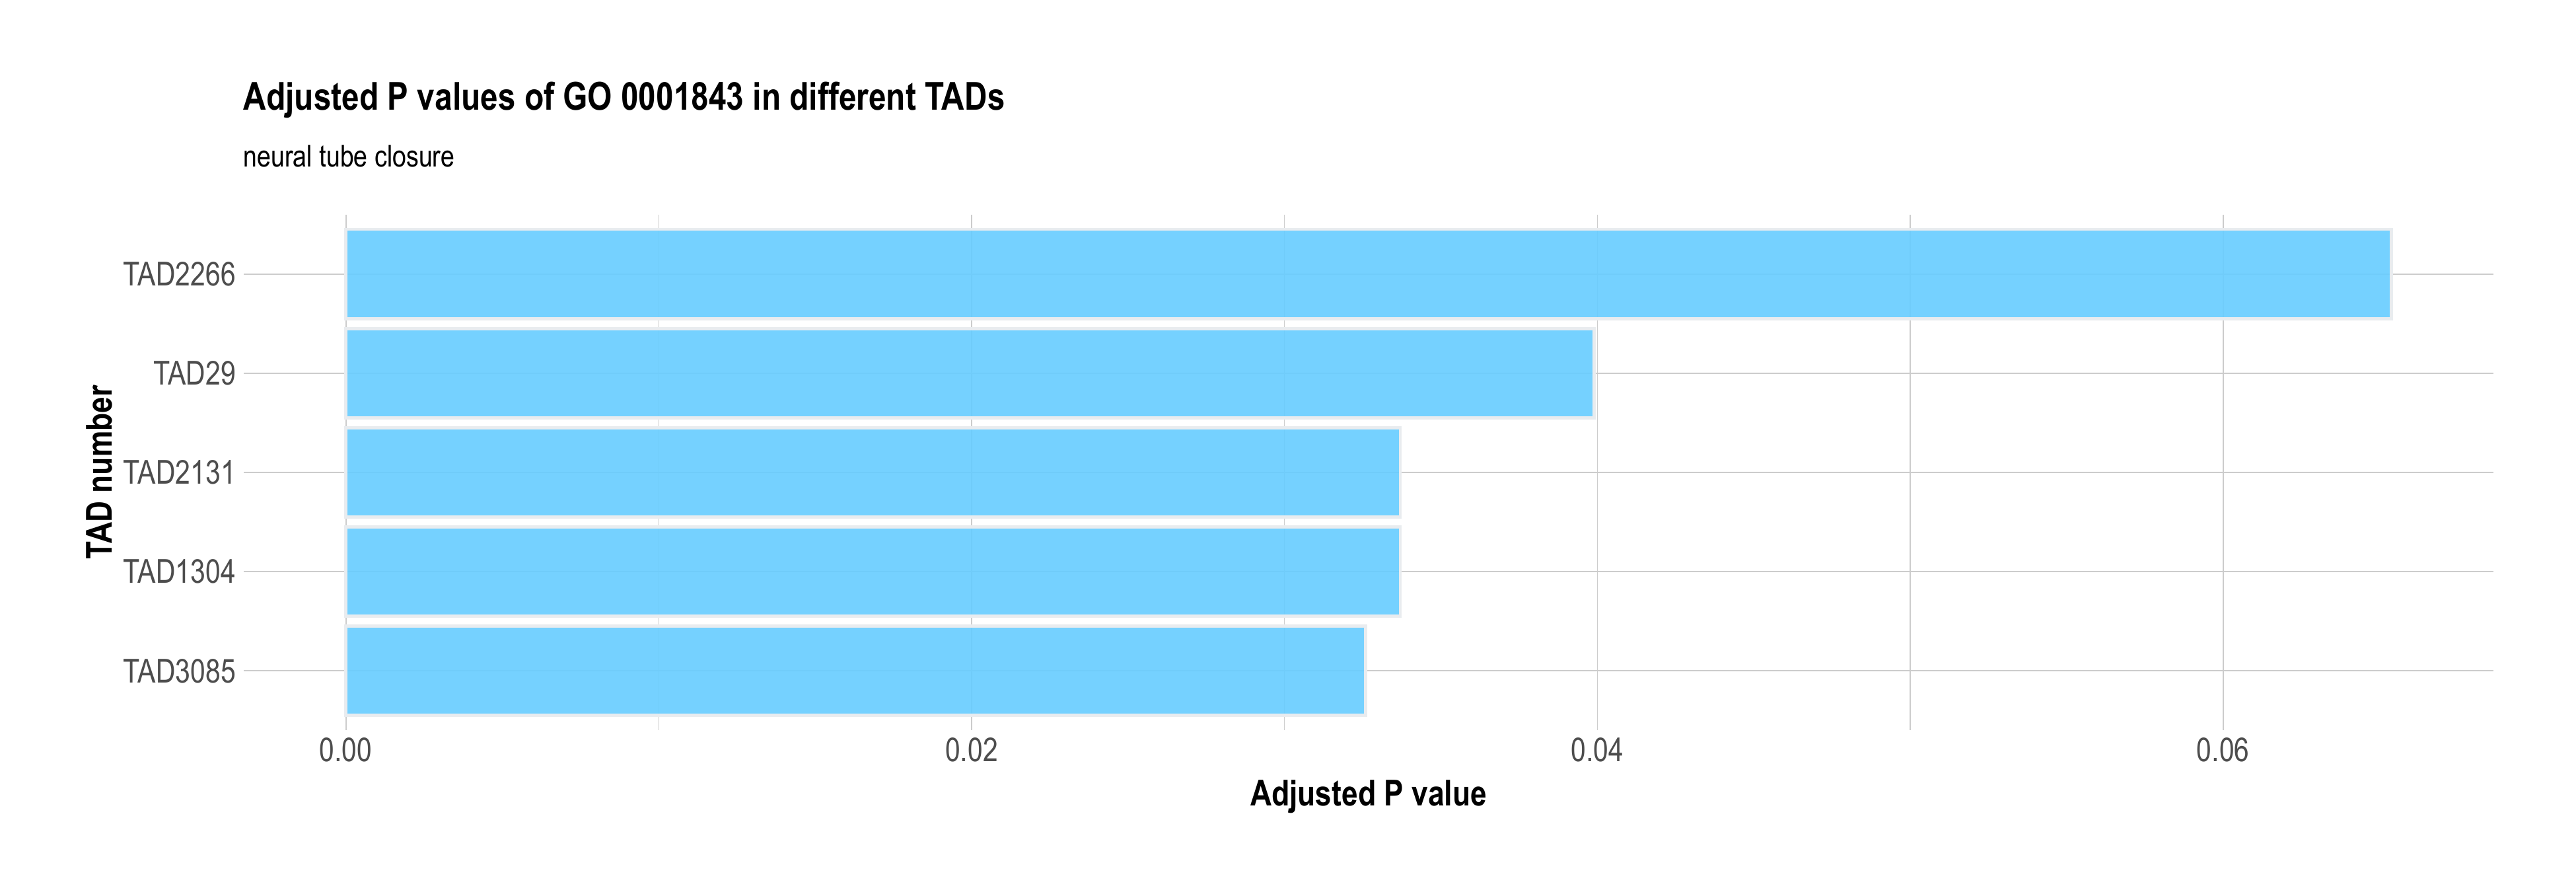 Adjusted P values of GO 0001843 in different TADs
neural tube closure
TAD number
TAD2266
TAD29
TAD2131
TAD1304
TAD3085
0.00 0.02 0.04 0.06
Adjusted P value